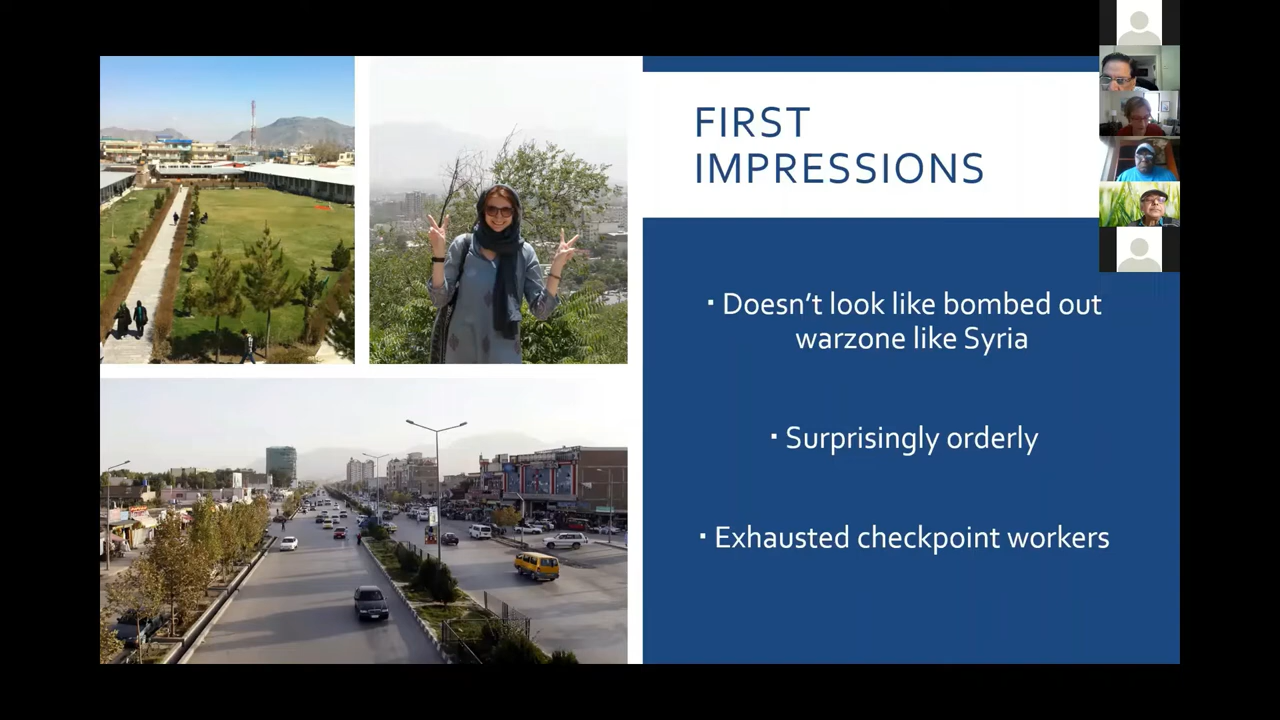 FIRST
IMPRESSIONS
▪ Doesn’t look like bombed out
warzone like Syria
▪ Surprisingly orderly
▪ Exhausted checkpoint workers